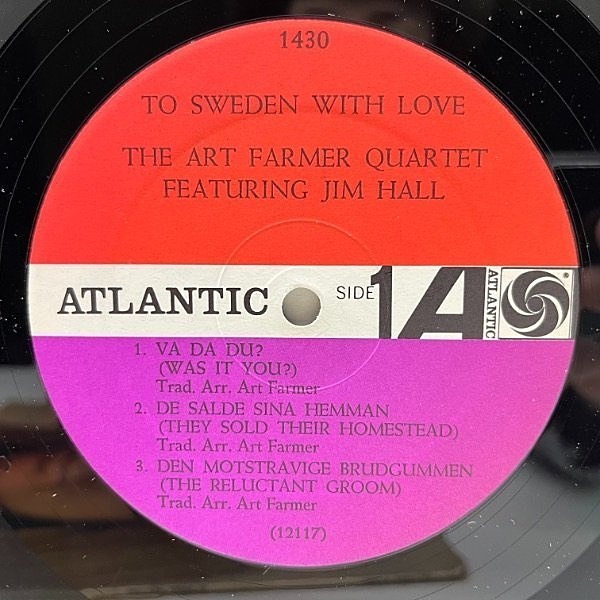 1430
TO SWEDEN WITH LOVE
THE ART FARMER QUARTET
FEATURING JIM HALL
ATLANTIC
SIDE 1
A
ATLANTIC
®
1. VA DA DU?
(WAS IT YOU?)
Trad. Arr. Art Farmer
2. DE SALDE SINA HEMMAN
(THEY SOLD THEIR HOMESTEAD)
Trad. Arr. Art Farmer
3. DEN MOTSTRAVIGE BRUDGUMMEN
(THE RELUCTANT GROOM)
Trad. Arr. Art Farmer
(12117)